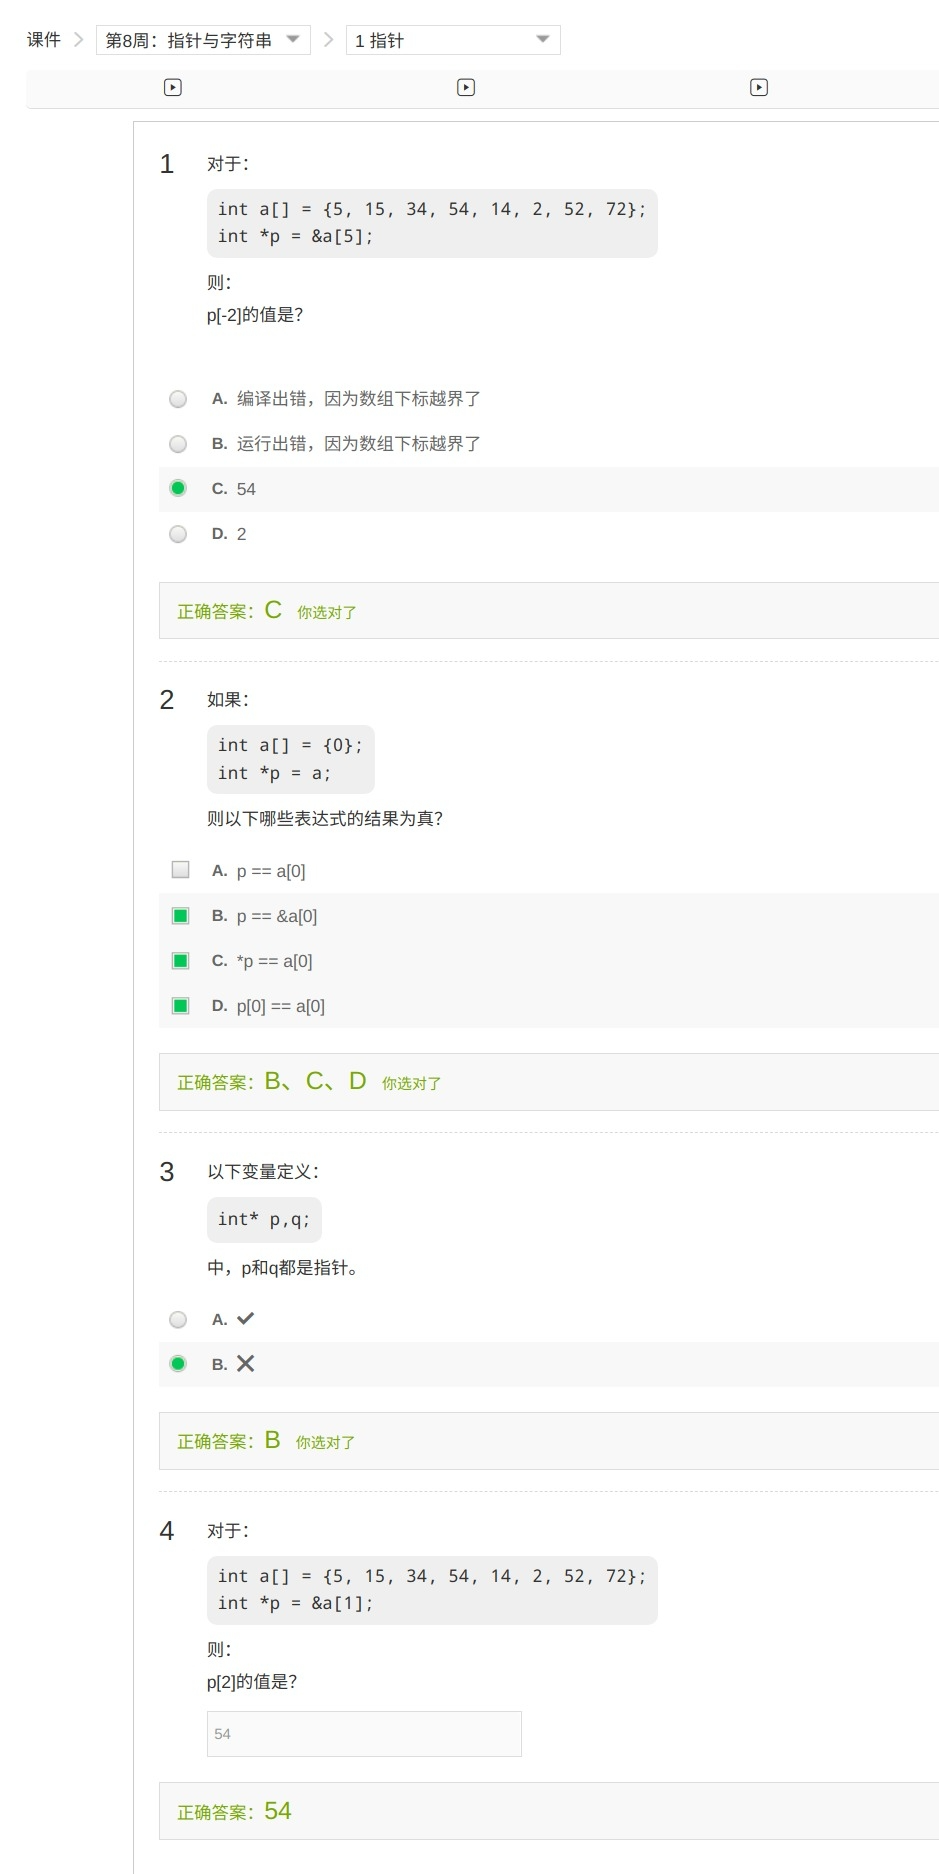 课件 第8周：指针与字符串 1 指针
1 对于：
int a[] = {5, 15, 34, 54, 14, 2, 52, 72};
int *p = &a[5];
则：
p[-2]的值是？
A. 编译出错，因为数组下标越界了
B. 运行出错，因为数组下标越界了
C. 54
D. 2
正确答案：C 你选对了
2 如果：
int a[] = {0};
int *p = a;
则以下哪些表达式的结果为真？
A. p == a[0]
B. p == &a[0]
C. *p == a[0]
D. p[0] == a[0]
正确答案：B、C、D 你选对了
3 以下变量定义：
int* p,q;
中，p和q都是指针。
A. ✔
B. ✕
正确答案：B 你选对了
4 对于：
int a[] = {5, 15, 34, 54, 14, 2, 52, 72};
int *p = &a[1];
则：
p[2]的值是？
54
正确答案：54